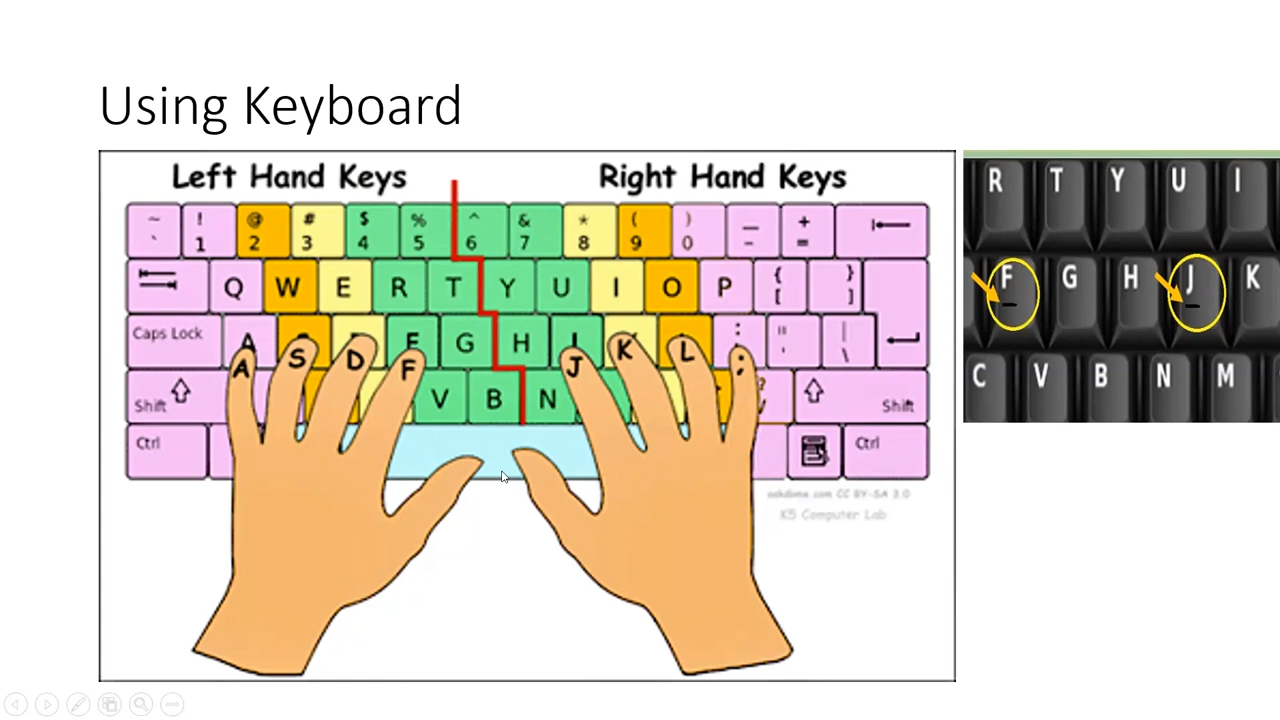 Using Keyboard
Left Hand Keys
Right Hand Keys
~ ! @ # $ % ^ & * ( ) _ +
` 1 2 3 4 5 6 7 8 9 0 - =
Q W E R T Y U I O P { [ } ]
Caps Lock A S D F G H J K L : " ' | \
A S D F J K L ;
Shift V B N ? Shift
Ctrl Ctrl
oakdome.com CC BY-SA 3.0
K5 Computer Lab
R T Y U I
F G H J K
C V B N M